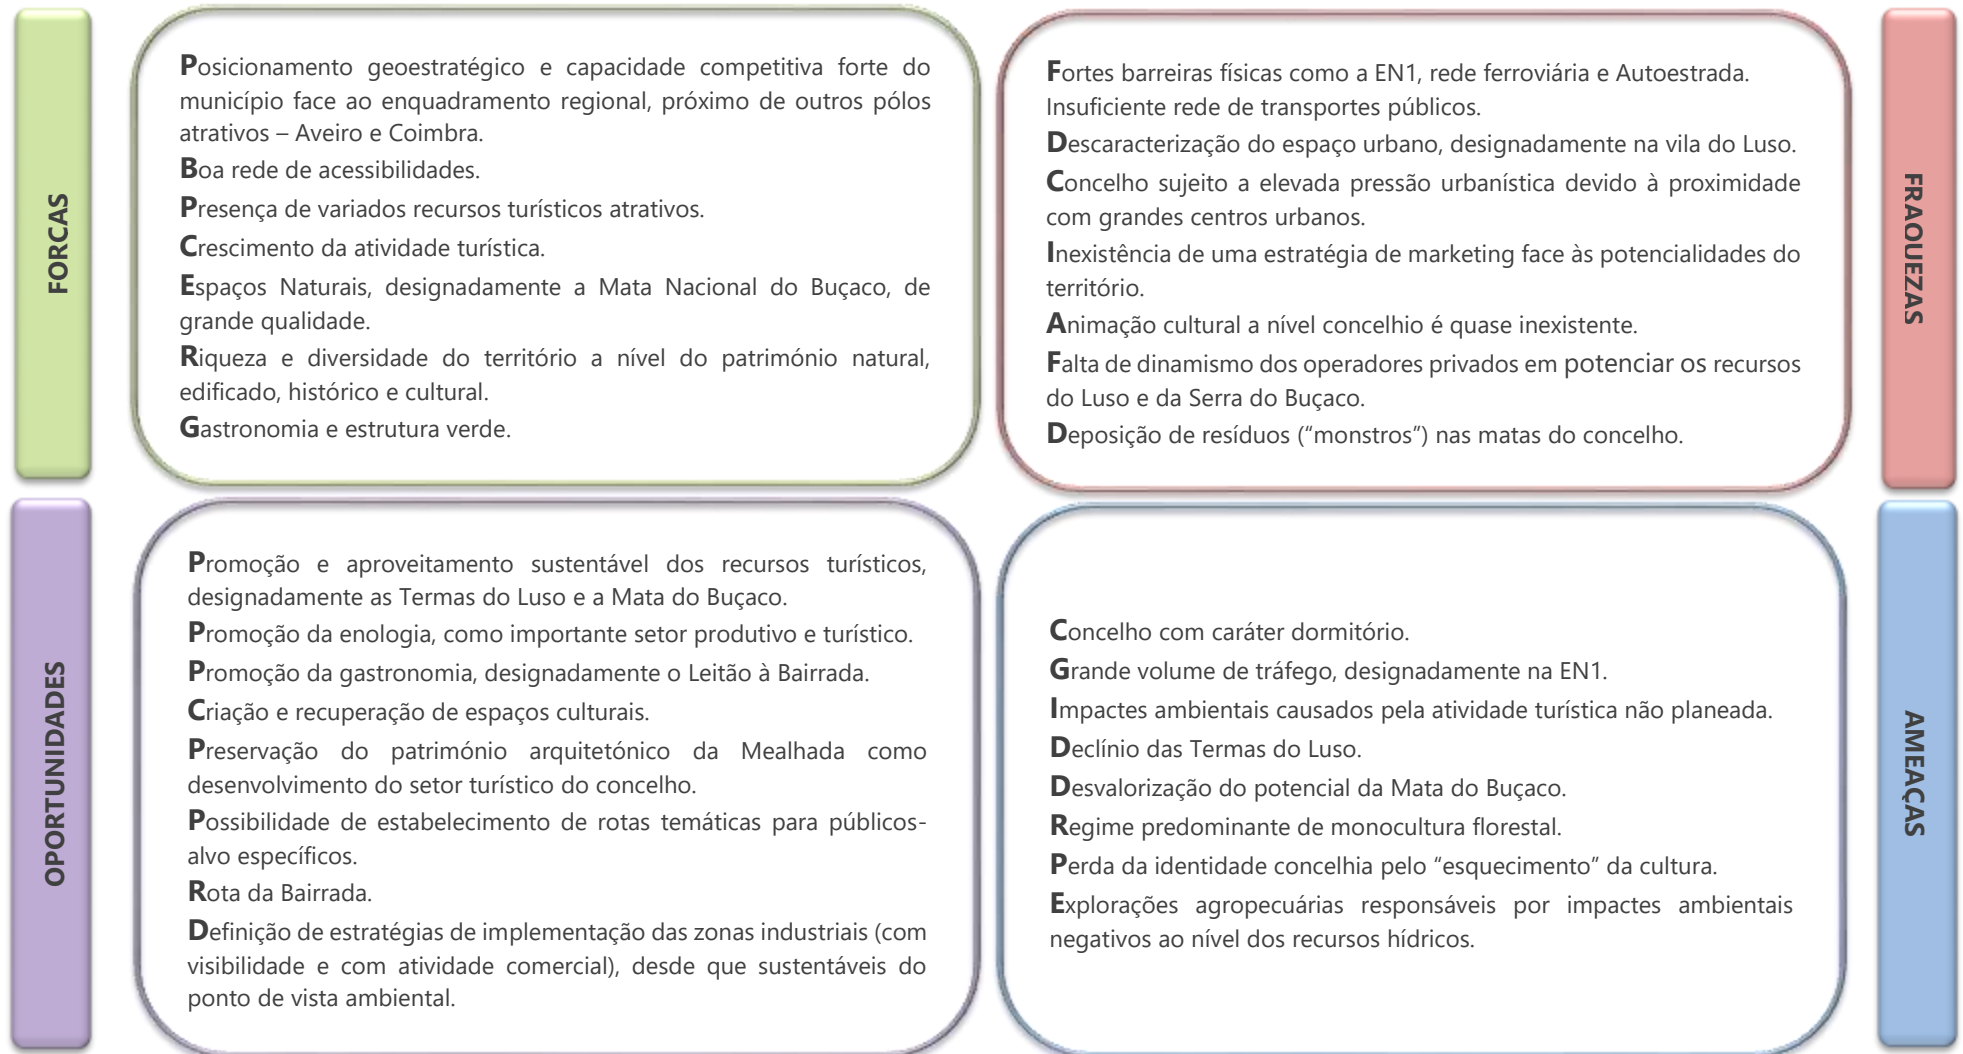 FORCAS
Posicionamento geoestratégico e capacidade competitiva forte do
município face ao enquadramento regional, próximo de outros pólos
atrativos – Aveiro e Coimbra.
Boa rede de acessibilidades.
Presença de variados recursos turísticos atrativos.
Crescimento da atividade turística.
Espaços Naturais, designadamente a Mata Nacional do Buçaco, de
grande qualidade.
Riqueza e diversidade do território a nível do património natural,
edificado, histórico e cultural.
Gastronomia e estrutura verde.
Fortes barreiras físicas como a EN1, rede ferroviária e Autoestrada.
Insuficiente rede de transportes públicos.
Descaracterização do espaço urbano, designadamente na vila do Luso.
Concelho sujeito a elevada pressão urbanística devido à proximidade
com grandes centros urbanos.
Inexistência de uma estratégia de marketing face às potencialidades do
território.
Animação cultural a nível concelhio é quase inexistente.
Falta de dinamismo dos operadores privados em potenciar os recursos
do Luso e da Serra do Buçaco.
Deposição de resíduos (“monstros”) nas matas do concelho.
FRAQUEZAS
OPORTUNIDADES
Promoção e aproveitamento sustentável dos recursos turísticos,
designadamente as Termas do Luso e a Mata do Buçaco.
Promoção da enologia, como importante setor produtivo e turístico.
Promoção da gastronomia, designadamente o Leitão à Bairrada.
Criação e recuperação de espaços culturais.
Preservação do património arquitetónico da Mealhada como
desenvolvimento do setor turístico do concelho.
Possibilidade de estabelecimento de rotas temáticas para públicos-
alvo específicos.
Rota da Bairrada.
Definição de estratégias de implementação das zonas industriais (com
visibilidade e com atividade comercial), desde que sustentáveis do
ponto de vista ambiental.
Concelho com caráter dormitório.
Grande volume de tráfego, designadamente na EN1.
Impactes ambientais causados pela atividade turística não planeada.
Declínio das Termas do Luso.
Desvalorização do potencial da Mata do Buçaco.
Regime predominante de monocultura florestal.
Perda da identidade concelhia pelo “esquecimento” da cultura.
Explorações agropecuárias responsáveis por impactes ambientais
negativos ao nível dos recursos hídricos.
AMEAÇAS